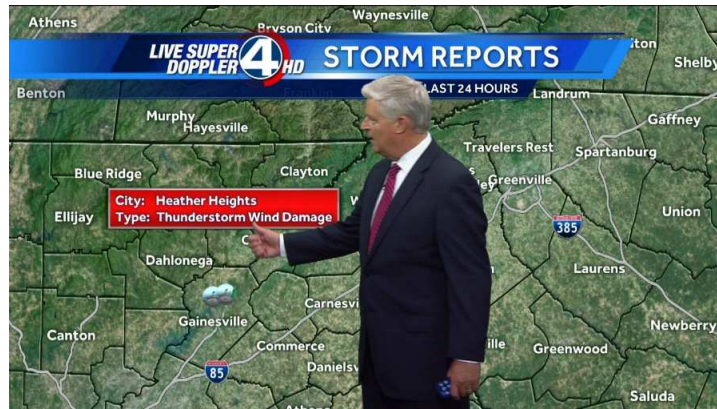 Athens
Bryson City
Waynesville
LIVE SUPER
DOPPLER 4 HD
STORM REPORTS
LAST 24 HOURS
Shelby
Benton
Franklin
Landrum
Murphy
Hayesville
Gaffney
Travelers Rest
Spartanburg
Blue Ridge
Clayton
Greenville
City: Heather Heights
Type: Thunderstorm Wind Damage
Ellijay
Union
385
Dahlonega
Laurens
Gainesville
Carnesvi
Newberry
Canton
Commerce
Greenwood
85
Danielsv
Saluda
Athens